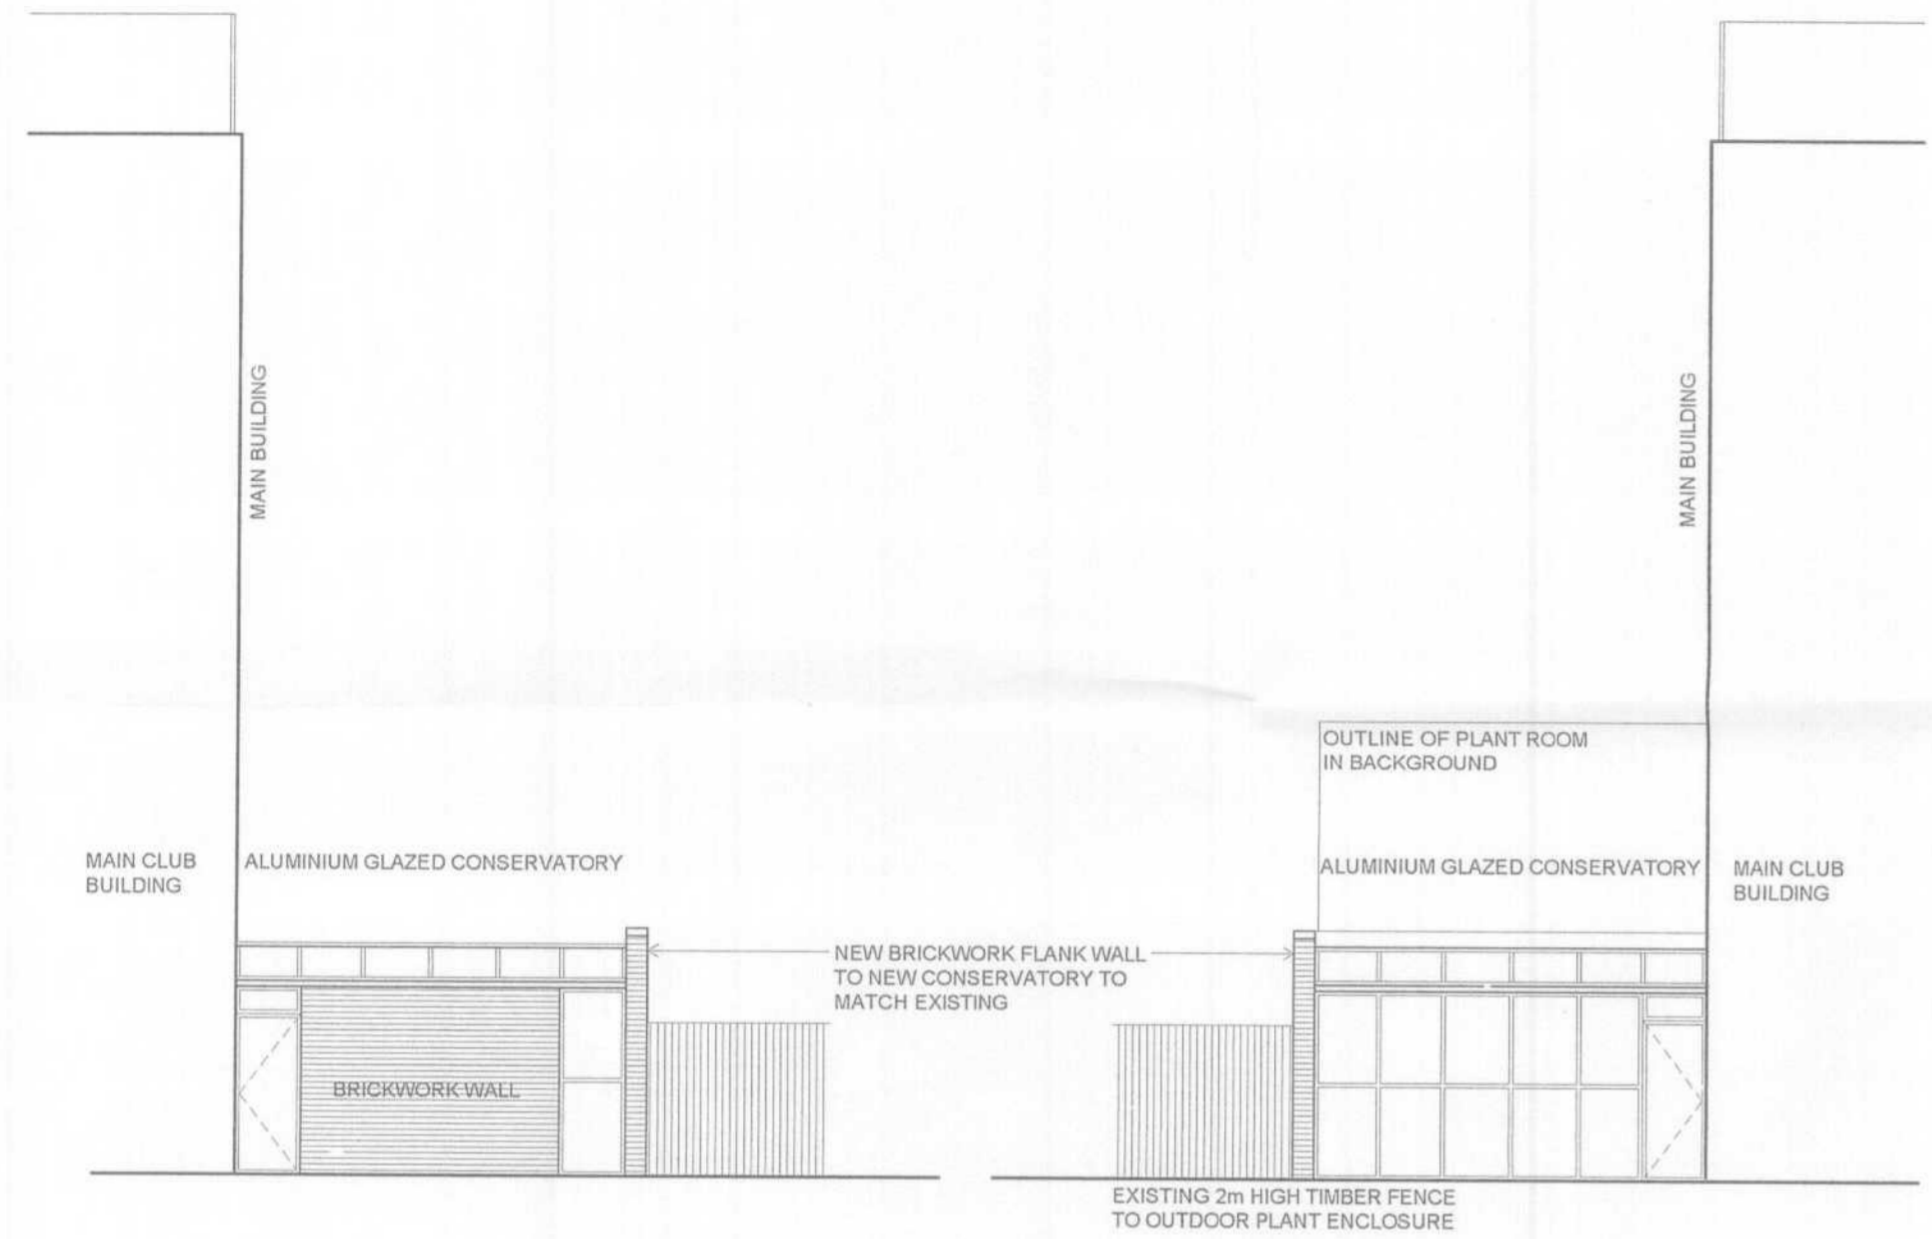 MAIN BUILDING
MAIN BUILDING
OUTLINE OF PLANT ROOM
IN BACKGROUND
MAIN CLUB
BUILDING
ALUMINIUM GLAZED CONSERVATORY
ALUMINIUM GLAZED CONSERVATORY
MAIN CLUB
BUILDING
NEW BRICKWORK FLANK WALL
TO NEW CONSERVATORY TO
MATCH EXISTING
BRICKWORK WALL
EXISTING 2m HIGH TIMBER FENCE
TO OUTDOOR PLANT ENCLOSURE